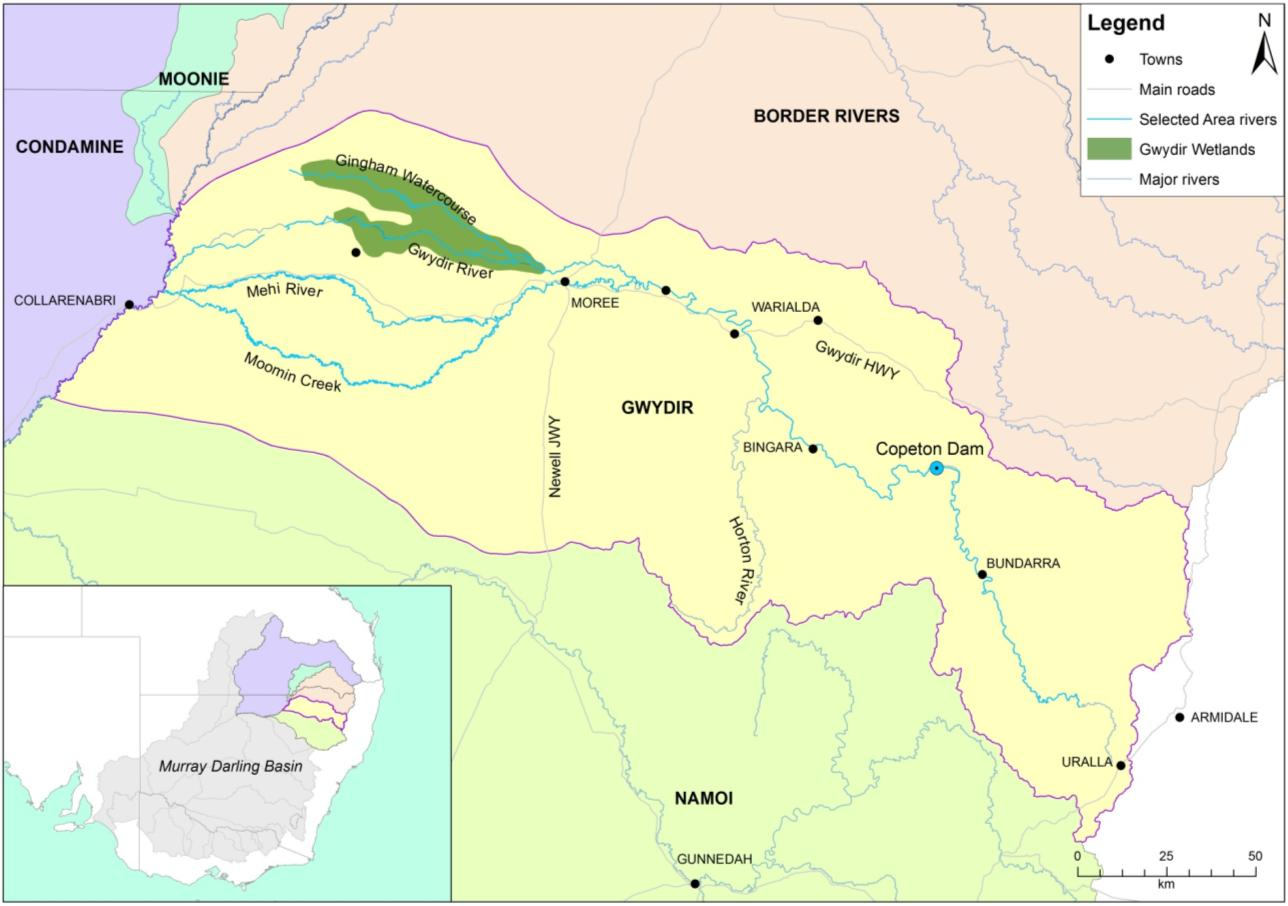 Legend
N
Towns
Main roads
Selected Area rivers
Gwydir Wetlands
Major rivers
MOONIE
CONDAMINE
BORDER RIVERS
Gingham Watercourse
Gwydir River
Mehi River
COLLARENABRI
MOREE
WARIALDA
Moomin Creek
Gwydir HWY
GWYDIR
Newell JWY
BINGARA
Copeton Dam
Horton River
BUNDARRA
ARMIDALE
URALLA
Murray Darling Basin
NAMOI
GUNNEDAH
0 25 50
km